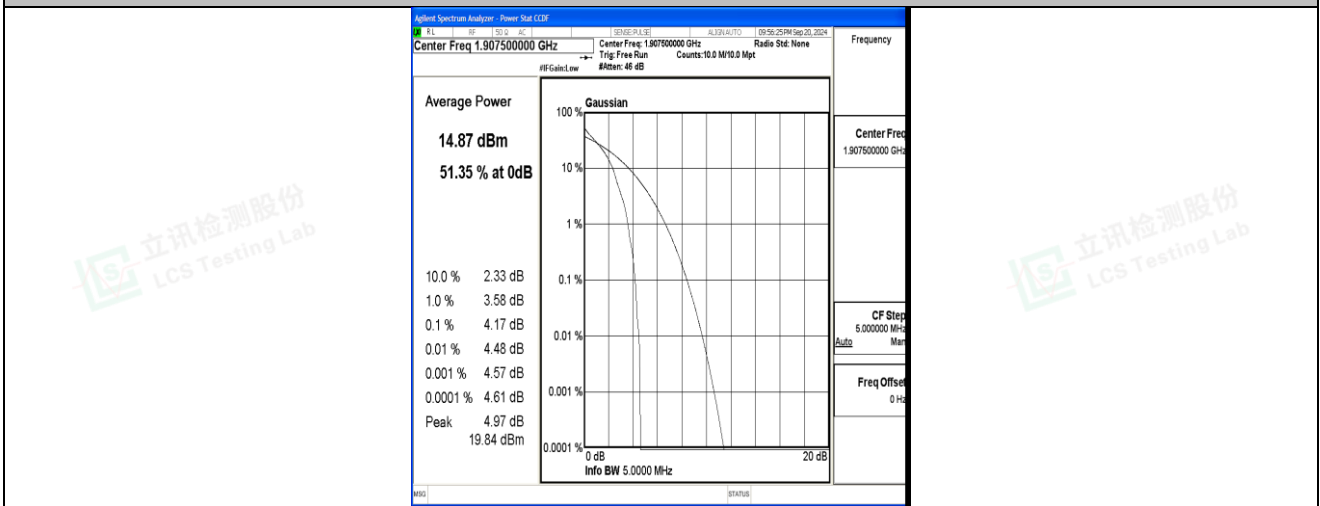 Agilent Spectrum Analyzer - Power Stat CCDF
RL RF 50 Ω AC SENSE:PULSE ALIGN AUTO 09:56:25 PM Sep 20, 2024
Center Freq 1.907500000 GHz
Center Freq: 1.907500000 GHz Radio Std: None
Trig: Free Run Counts:10.0 M/10.0 Mpt
#IFGain:Low #Atten: 46 dB
Frequency
Average Power
14.87 dBm
51.35 % at 0dB
10.0 % 2.33 dB
1.0 % 3.58 dB
0.1 % 4.17 dB
0.01 % 4.48 dB
0.001 % 4.57 dB
0.0001 % 4.61 dB
Peak 4.97 dB
19.84 dBm
Gaussian
100 %
10 %
1 %
0.1 %
0.01 %
0.001 %
0.0001 %
0 dB 20 dB
Info BW 5.0000 MHz
Center Freq
1.907500000 GHz
CF Step
5.000000 MHz
Auto Man
Freq Offset
0 Hz
MSG STATUS
立讯检测股份
LCS Testing Lab
立讯检测股份
LCS Testing Lab